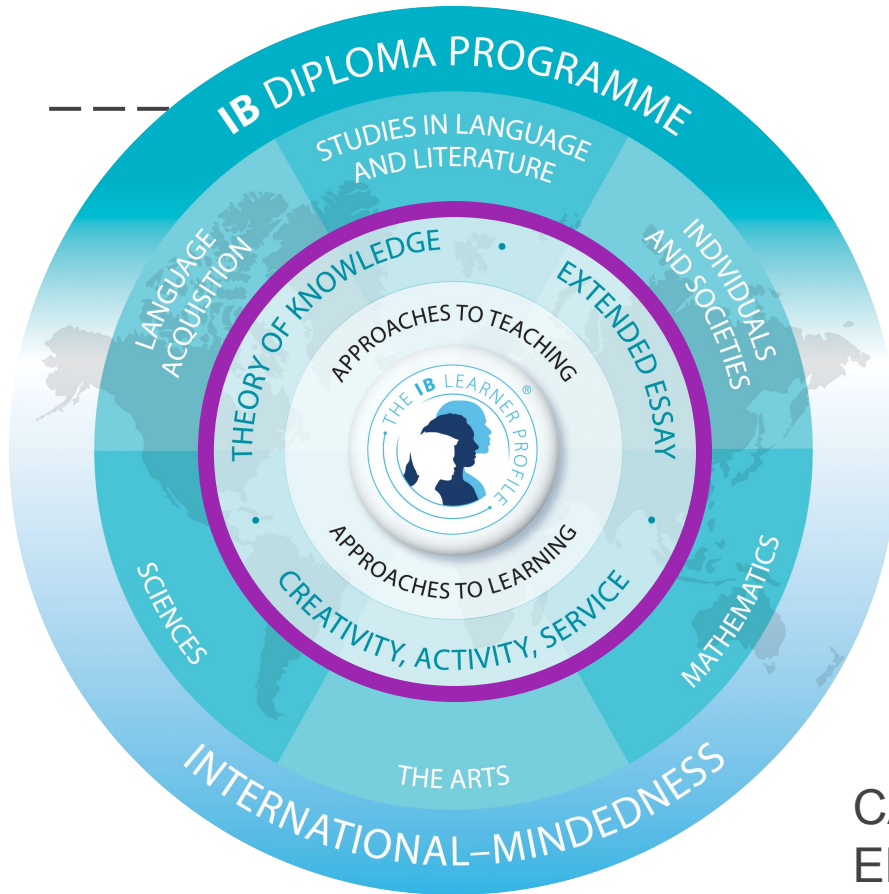 IB DIPLOMA PROGRAMME
STUDIES IN LANGUAGE
AND LITERATURE
LANGUAGE
ACQUISITION
INDIVIDUALS
AND SOCIETIES
THEORY OF KNOWLEDGE
EXTENDED ESSAY
APPROACHES TO TEACHING
THE IB LEARNER PROFILE ®
APPROACHES TO LEARNING
CREATIVITY, ACTIVITY, SERVICE
SCIENCES
MATHEMATICS
THE ARTS
INTERNATIONAL–MINDEDNESS